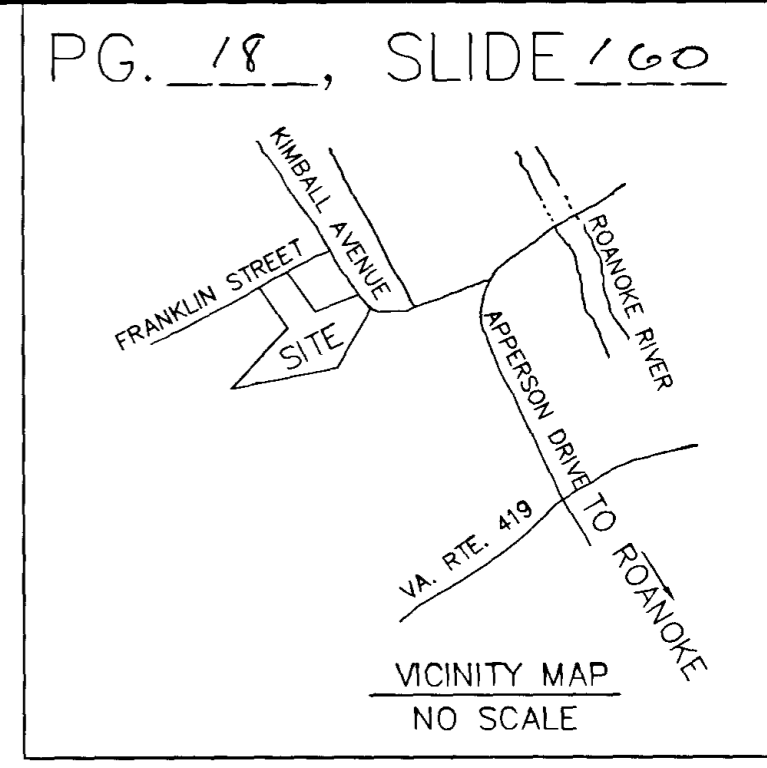 PG. 18, SLIDE 160
KIMBALL AVENUE
FRANKLIN STREET
ROANOKE RIVER
SITE
APPERSON DRIVE
TO ROANOKE
VA. RTE. 419
VICINITY MAP
NO SCALE